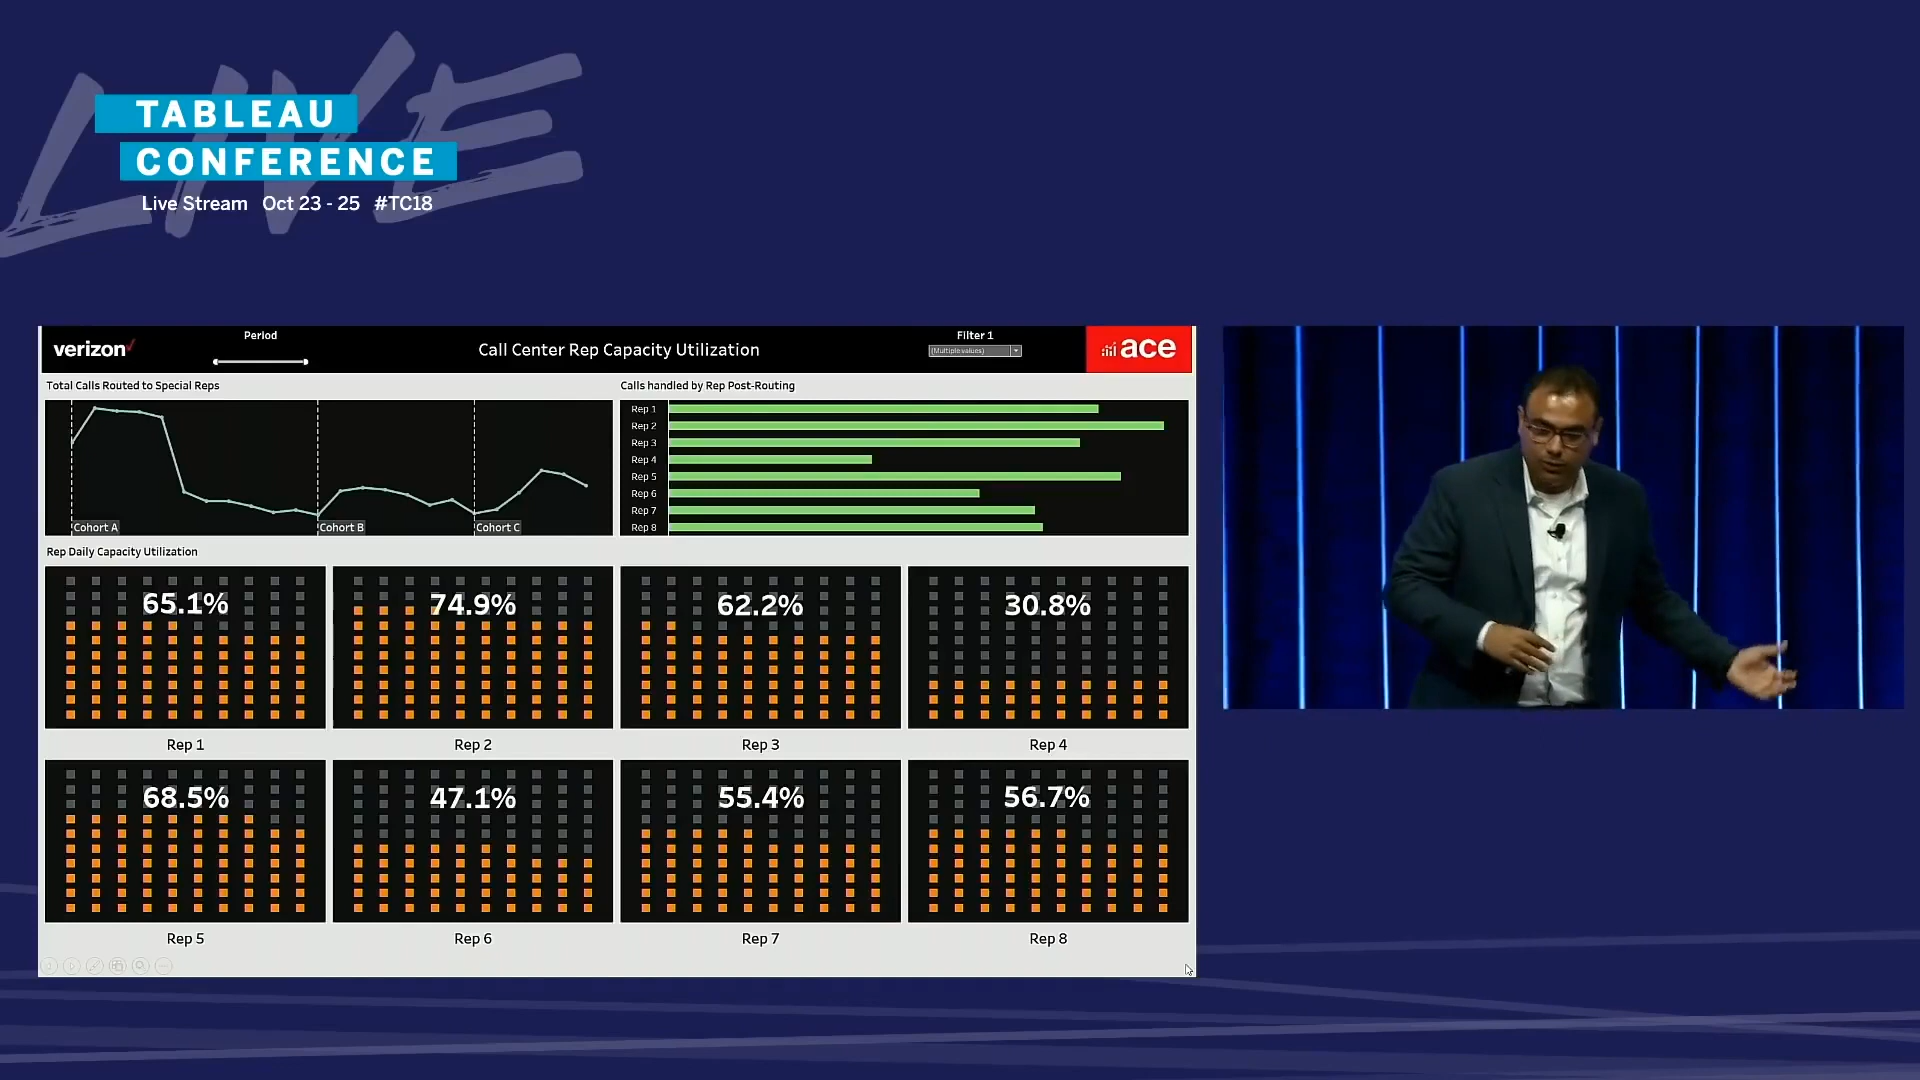 LIVE
TABLEAU
CONFERENCE
Live Stream Oct 23 - 25 #TC18
verizon
Period
Call Center Rep Capacity Utilization
Filter 1
(Multiple values)
ace
Total Calls Routed to Special Reps
Calls handled by Rep Post-Routing
Cohort A
Cohort B
Cohort C
Rep 1
Rep 2
Rep 3
Rep 4
Rep 5
Rep 6
Rep 7
Rep 8
Rep Daily Capacity Utilization
65.1%
74.9%
62.2%
30.8%
Rep 1
Rep 2
Rep 3
Rep 4
68.5%
47.1%
55.4%
56.7%
Rep 5
Rep 6
Rep 7
Rep 8